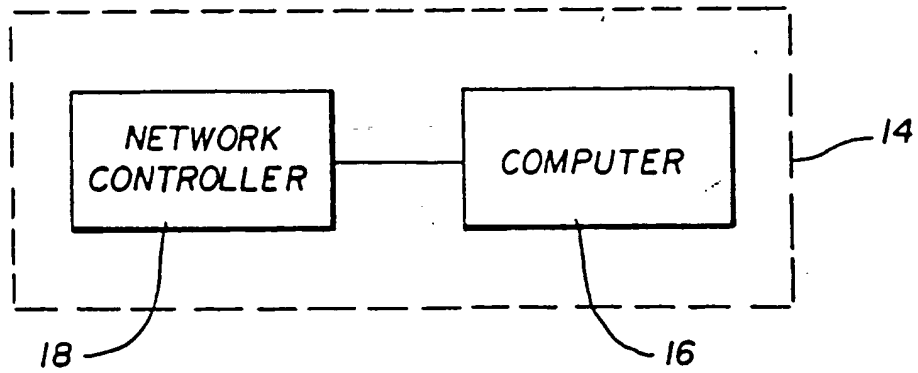 NETWORK
CONTROLLER
COMPUTER
14
18
16